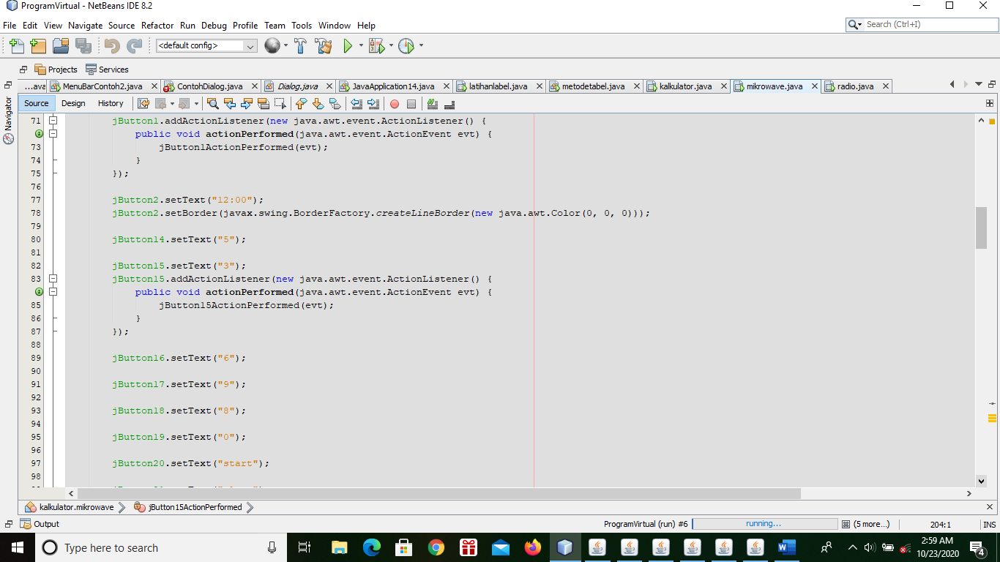 ProgramVirtual - NetBeans IDE 8.2
File Edit View Navigate Source Refactor Run Debug Profile Team Tools Window Help
Search (Ctrl+I)
<default config>
Projects Services
...ava MenuBarContoh2.java ContohDialog.java Dialog.java JavaApplication14.java latihanlabel.java metodetabel.java kalkulator.java mikrowave.java radio.java
Navigator
Source Design History
71 jButton1.addActionListener(new java.awt.event.ActionListener() {
public void actionPerformed(java.awt.event.ActionEvent evt) {
73 jButton1ActionPerformed(evt);
74 }
75 });
76
77 jButton2.setText("12:00");
78 jButton2.setBorder(javax.swing.BorderFactory.createLineBorder(new java.awt.Color(0, 0, 0)));
79
80 jButton14.setText("5");
81
82 jButton15.setText("3");
83 jButton15.addActionListener(new java.awt.event.ActionListener() {
public void actionPerformed(java.awt.event.ActionEvent evt) {
85 jButton15ActionPerformed(evt);
86 }
87 });
88
89 jButton16.setText("6");
90
91 jButton17.setText("9");
92
93 jButton18.setText("8");
94
95 jButton19.setText("0");
96
97 jButton20.setText("start");
98
kalkulator.mikrowave jButton15ActionPerformed
Output
ProgramVirtual (run) #6 running... (5 more...) 204:1 INS
Type here to search
2:59 AM
10/23/2020
4